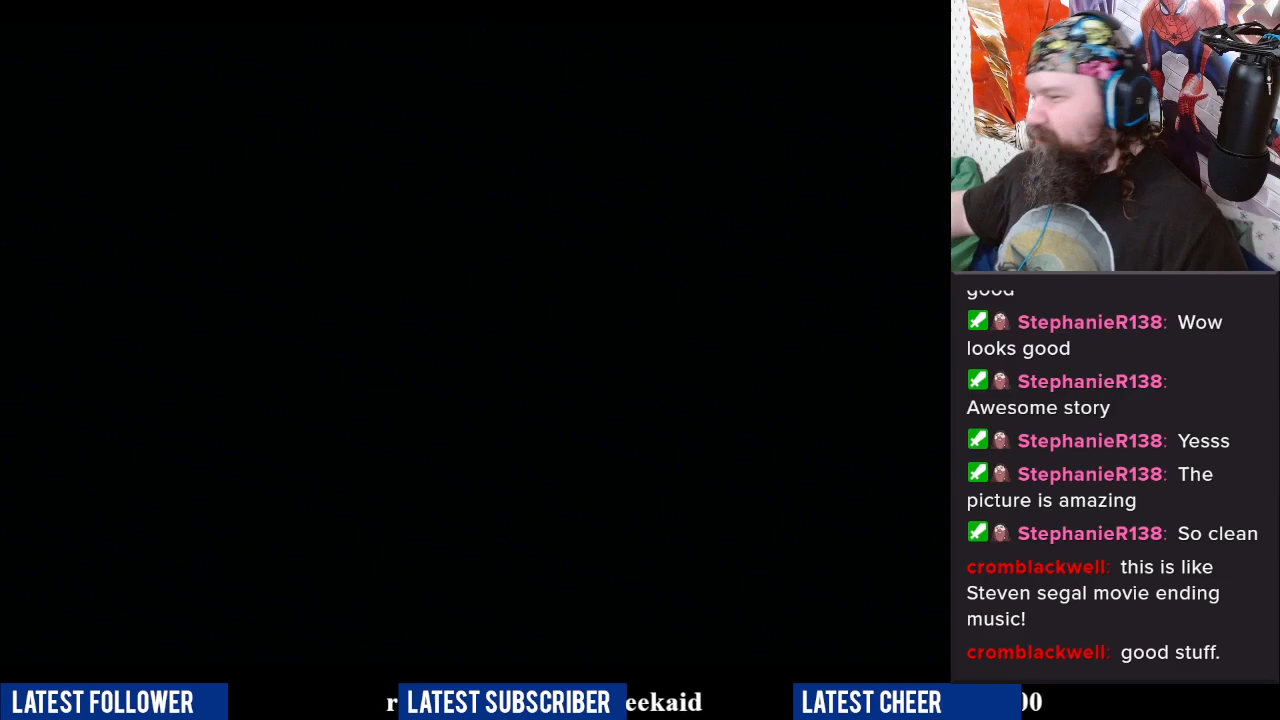 good
StephanieR138: Wow
looks good
StephanieR138:
Awesome story
StephanieR138: Yesss
StephanieR138: The
picture is amazing
StephanieR138: So clean
cromblackwell: this is like
Steven segal movie ending
music!
cromblackwell: good stuff.
LATEST FOLLOWER r LATEST SUBSCRIBER eekaid LATEST CHEER 00